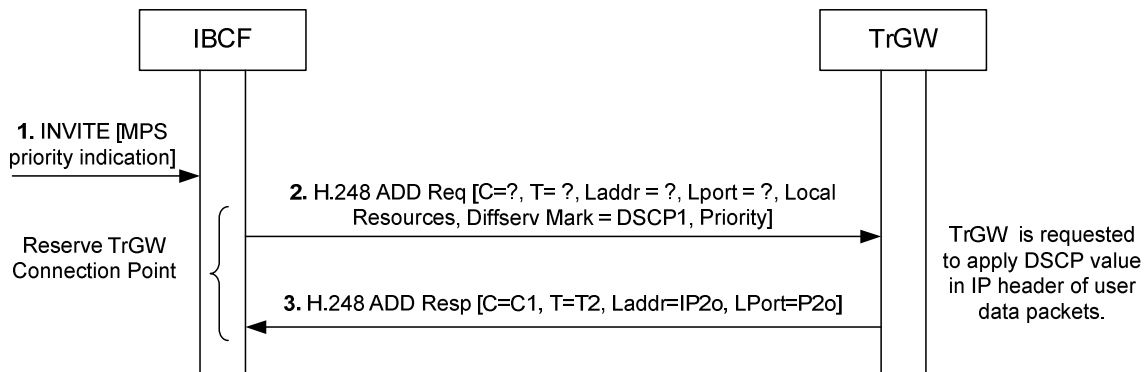 IBCF
TrGW
1. INVITE [MPS
priority indication]
2. H.248 ADD Req [C=?, T= ?, Laddr = ?, Lport = ?, Local
Resources, Diffserv Mark = DSCP1, Priority]
Reserve TrGW
Connection Point
TrGW is requested
to apply DSCP value
in IP header of user
data packets.
3. H.248 ADD Resp [C=C1, T=T2, Laddr=IP2o, LPort=P2o]